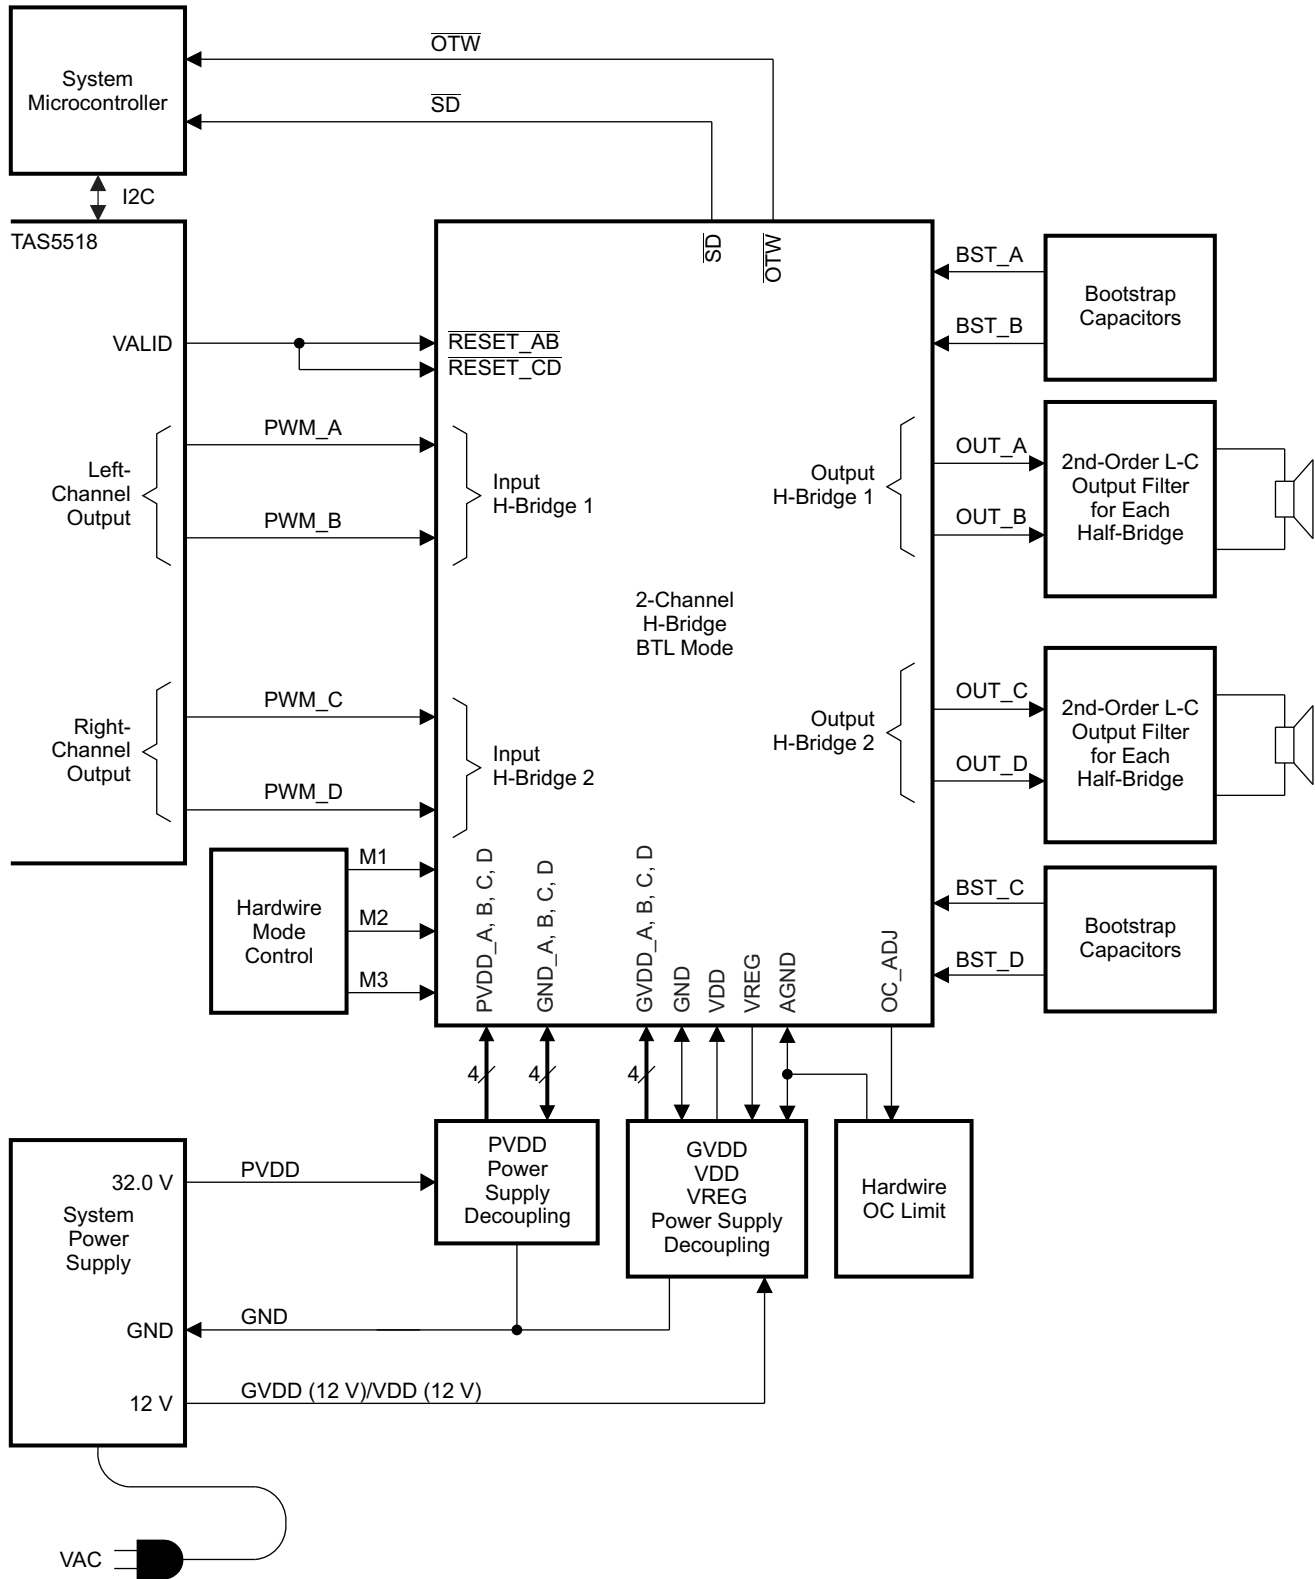 System
Microcontroller
OTW
SD
I2C
TAS5518
VALID
Left-
Channel
Output
Right-
Channel
Output
PWM_A
PWM_B
PWM_C
PWM_D
SD
OTW
RESET_AB
RESET_CD
Input
H-Bridge 1
Input
H-Bridge 2
2-Channel
H-Bridge
BTL Mode
Output
H-Bridge 1
Output
H-Bridge 2
BST_A
BST_B
Bootstrap
Capacitors
OUT_A
OUT_B
2nd-Order L-C
Output Filter
for Each
Half-Bridge
OUT_C
OUT_D
2nd-Order L-C
Output Filter
for Each
Half-Bridge
BST_C
BST_D
Bootstrap
Capacitors
Hardwire
Mode
Control
M1
M2
M3
PVDD_A, B, C, D
GND_A, B, C, D
GVDD_A, B, C, D
GND
VDD
VREG
AGND
OC_ADJ
4
4
4
PVDD
Power
Supply
Decoupling
GVDD
VDD
VREG
Power Supply
Decoupling
Hardwire
OC Limit
32.0 V
System
Power
Supply
GND
12 V
PVDD
GND
GVDD (12 V)/VDD (12 V)
VAC